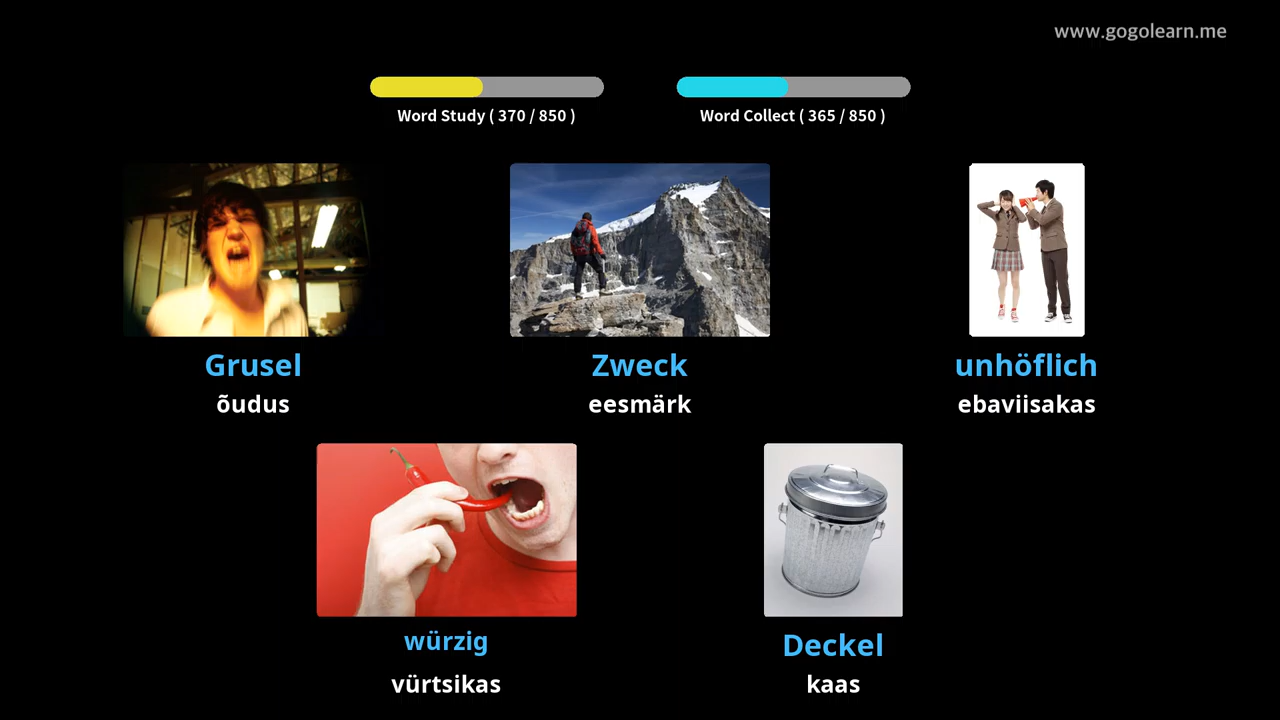 www.gogolearn.me
Word Study ( 370 / 850 )
Word Collect ( 365 / 850 )
Grusel
õudus
Zweck
eesmärk
unhöflich
ebaviisakas
würzig
vürtsikas
Deckel
kaas